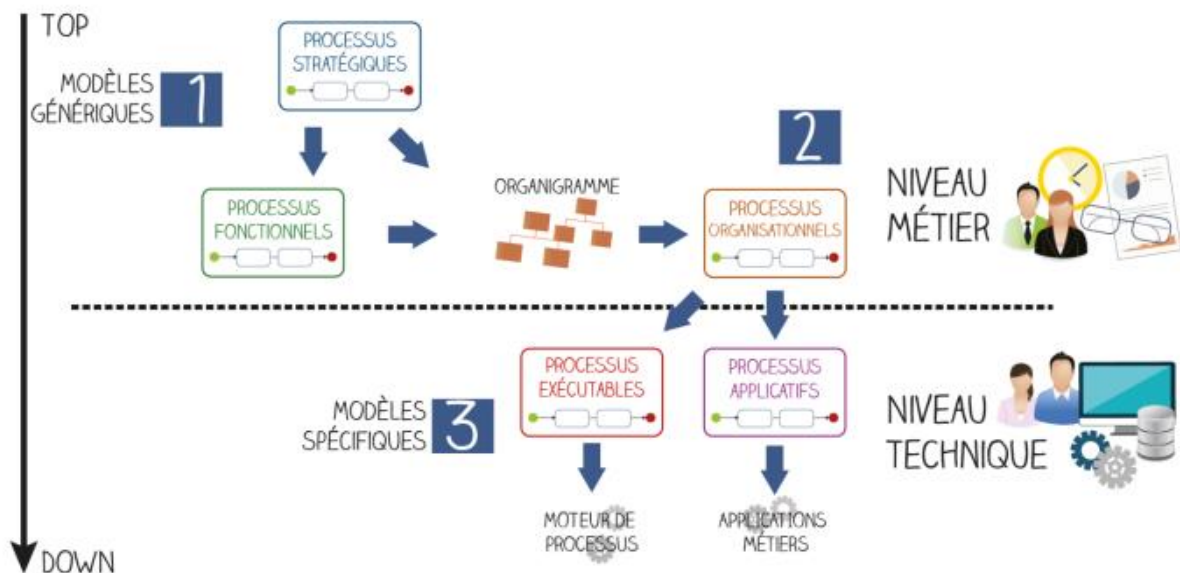 TOP
PROCESSUS
STRATÉGIQUES
MODÈLES
GÉNÉRIQUES
1
2
ORGANIGRAMME
NIVEAU
MÉTIER
PROCESSUS
FONCTIONNELS
PROCESSUS
ORGANISATIONNELS
PROCESSUS
EXÉCUTABLES
PROCESSUS
APPLICATIFS
MODÈLES
SPÉCIFIQUES
3
NIVEAU
TECHNIQUE
MOTEUR DE
PROCESSUS
APPLICATIONS
MÉTIERS
DOWN